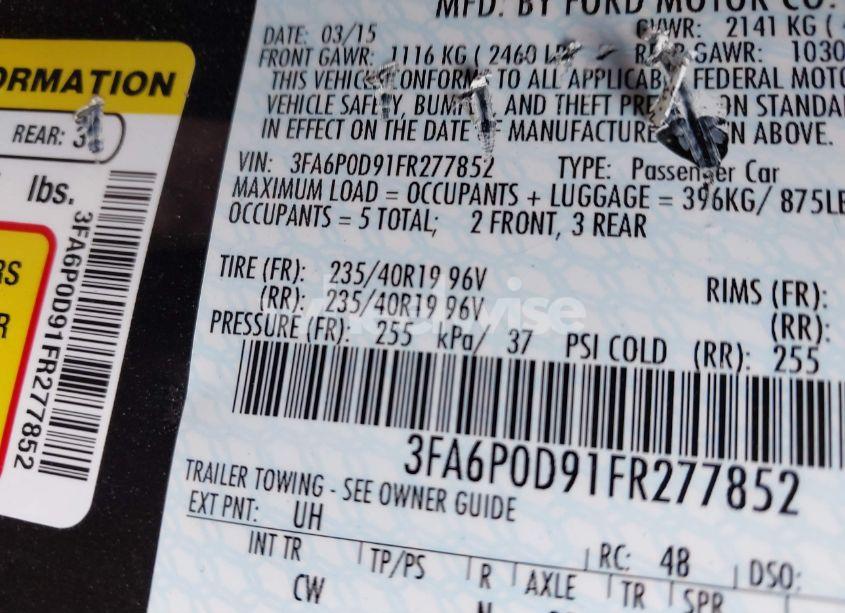 ORMATION
REAR: 3
lbs.
3FA6P0D91FR277852
RS
R
MFD. BY FORD MOTOR CO.
DATE: 03/15 GVWR: 2141 KG (
FRONT GAWR: 1116 KG ( 2460 GAWR: 1030
THIS VEHICLE CONFORMS TO ALL APPLICABLE FEDERAL MOTO
VEHICLE SAFETY, BUMPER, AND THEFT PREVENTION STANDA
IN EFFECT ON THE DATE OF MANUFACTURE SHOWN ABOVE.
VIN: 3FA6P0D91FR277852 TYPE: Passenger Car
MAXIMUM LOAD = OCCUPANTS + LUGGAGE = 396KG/ 875LB
OCCUPANTS = 5 TOTAL; 2 FRONT, 3 REAR
TIRE (FR): 235/40R19 96V RIMS (FR):
(RR): 235/40R19 96V (RR):
PRESSURE (FR): 255 kPa/ 37 PSI COLD (RR): 255
3FA6P0D91FR277852
TRAILER TOWING - SEE OWNER GUIDE
EXT PNT: UH RC: 48 DSO:
INT TR TP/PS R AXLE TR SPR
CW